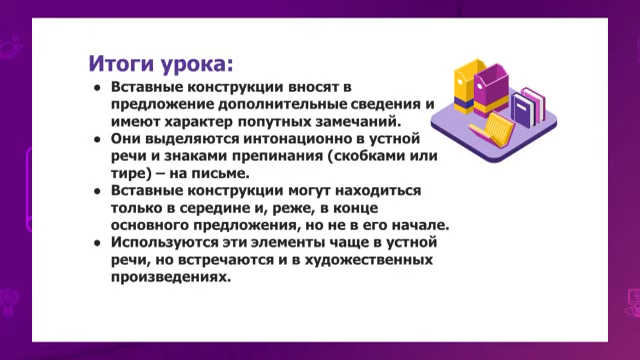 Итоги урока:
● Вставные конструкции вносят в
предложение дополнительные сведения и
имеют характер попутных замечаний.
● Они выделяются интонационно в устной
речи и знаками препинания (скобками или
тире) – на письме.
● Вставные конструкции могут находиться
только в середине и, реже, в конце
основного предложения, но не в его начале.
● Используются эти элементы чаще в устной
речи, но встречаются и в художественных
произведениях.